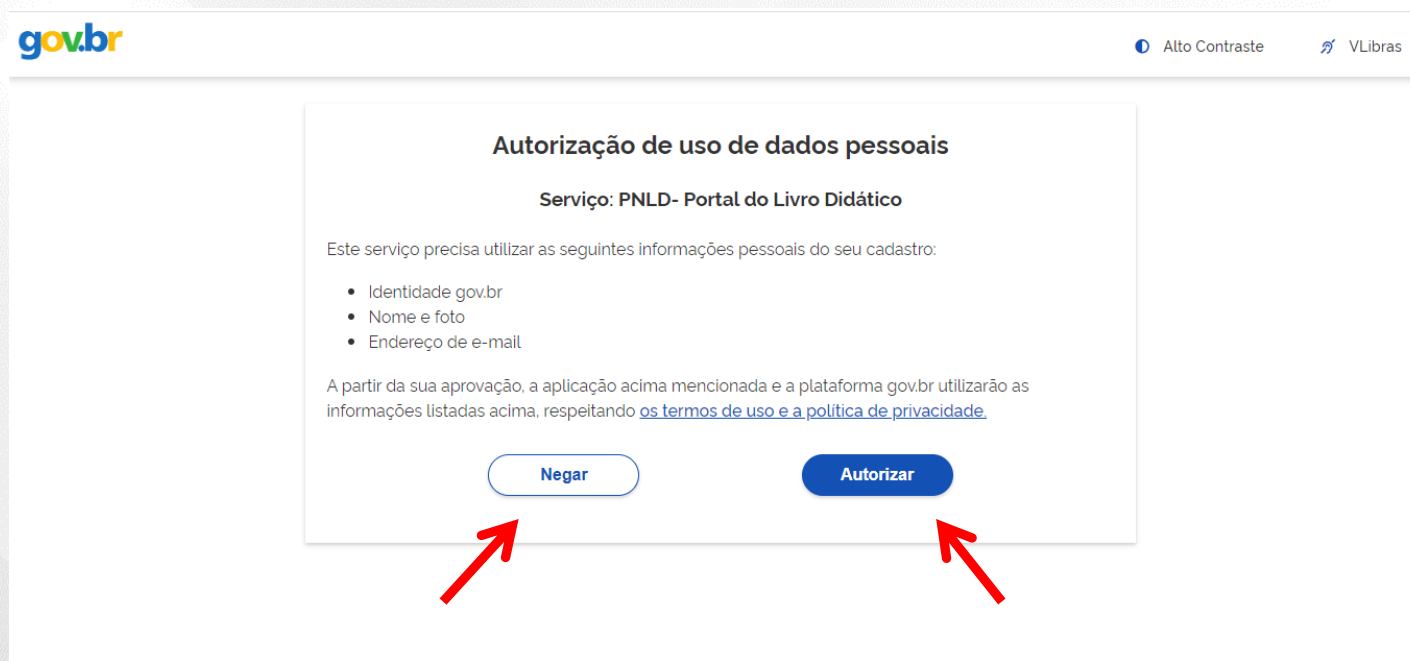 gov.br
Alto Contraste
VLibras
Autorização de uso de dados pessoais
Serviço: PNLD- Portal do Livro Didático
Este serviço precisa utilizar as seguintes informações pessoais do seu cadastro:
Identidade gov.br
Nome e foto
Endereço de e-mail
A partir da sua aprovação, a aplicação acima mencionada e a plataforma gov.br utilizarão as
informações listadas acima, respeitando os termos de uso e a política de privacidade.
Negar
Autorizar